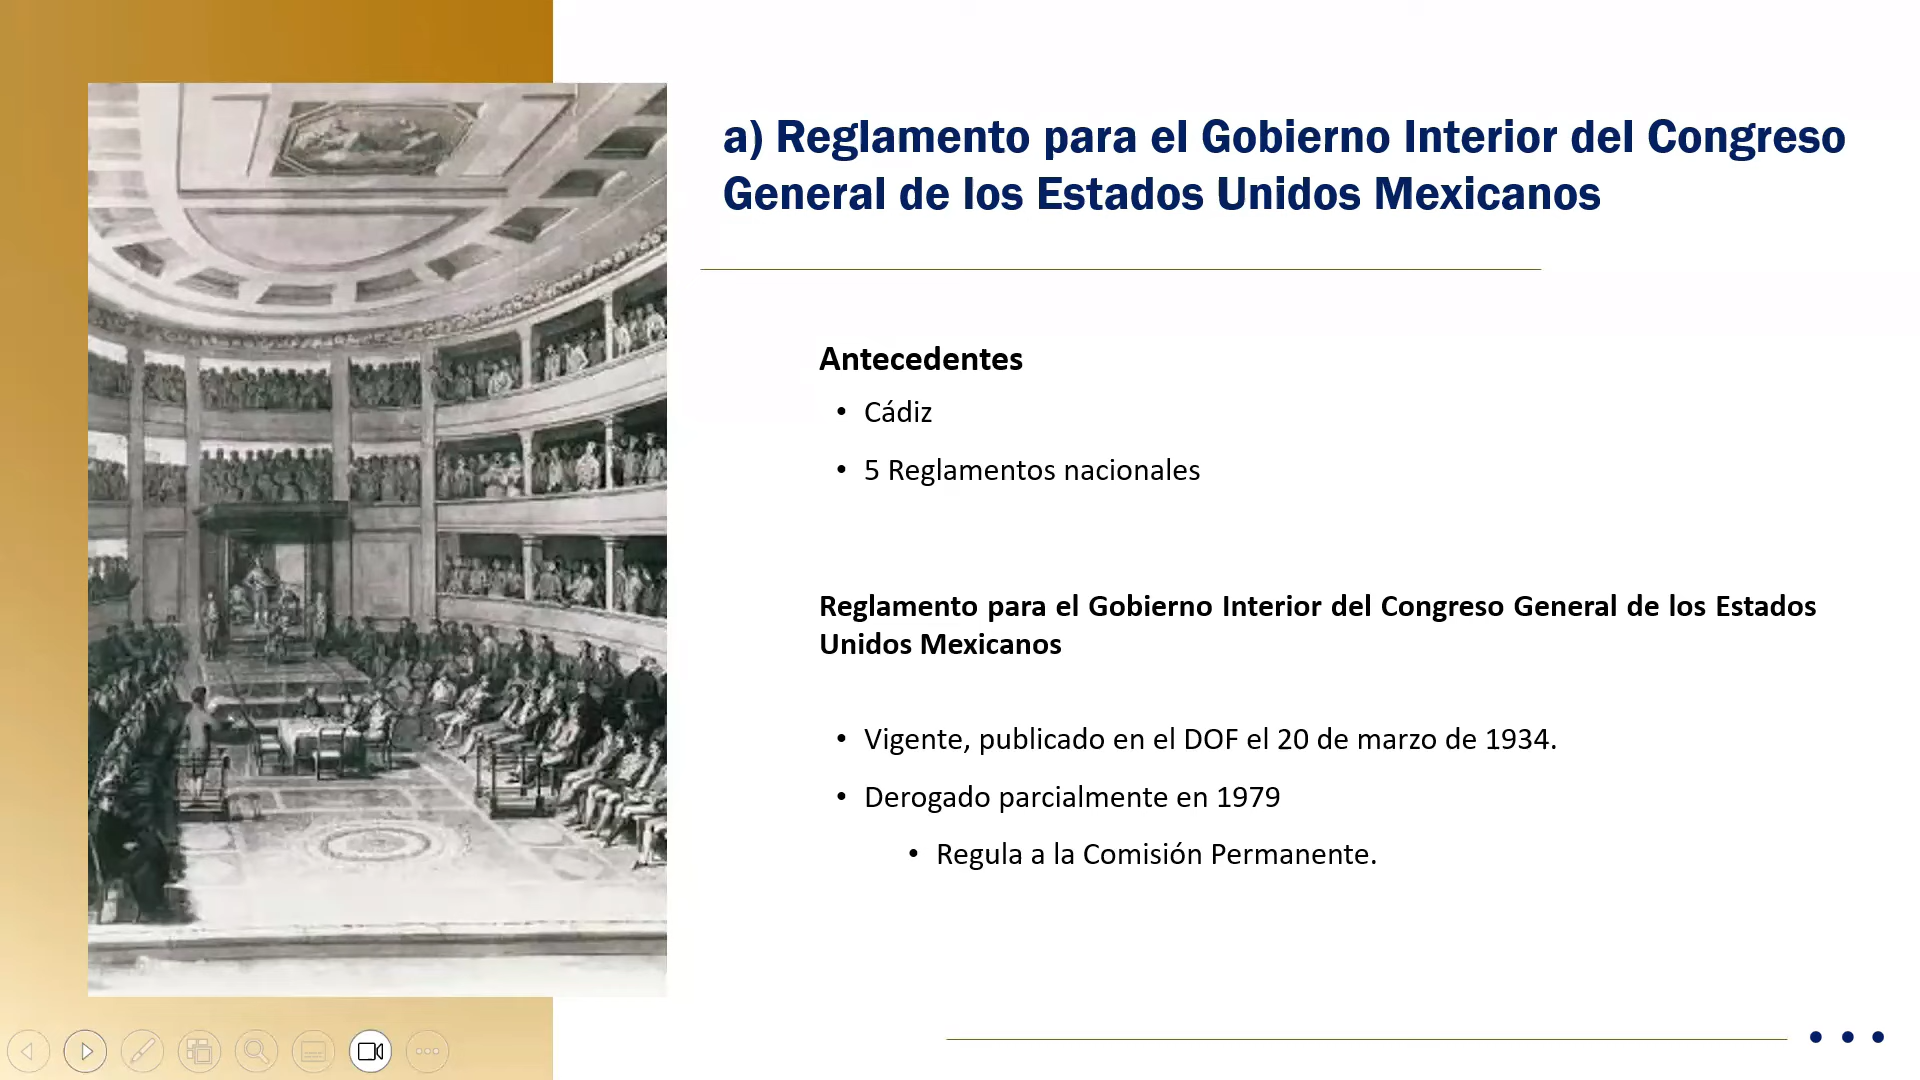 a) Reglamento para el Gobierno Interior del Congreso
General de los Estados Unidos Mexicanos
Antecedentes
• Cádiz
• 5 Reglamentos nacionales
Reglamento para el Gobierno Interior del Congreso General de los Estados
Unidos Mexicanos
• Vigente, publicado en el DOF el 20 de marzo de 1934.
• Derogado parcialmente en 1979
• Regula a la Comisión Permanente.